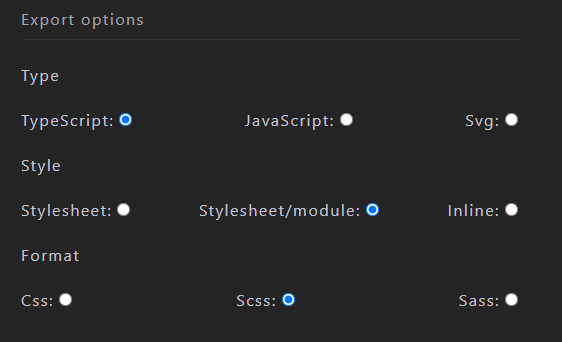 Export options
Type
TypeScript: JavaScript: Svg:
Style
Stylesheet: Stylesheet/module: Inline:
Format
Css: Scss: Sass: